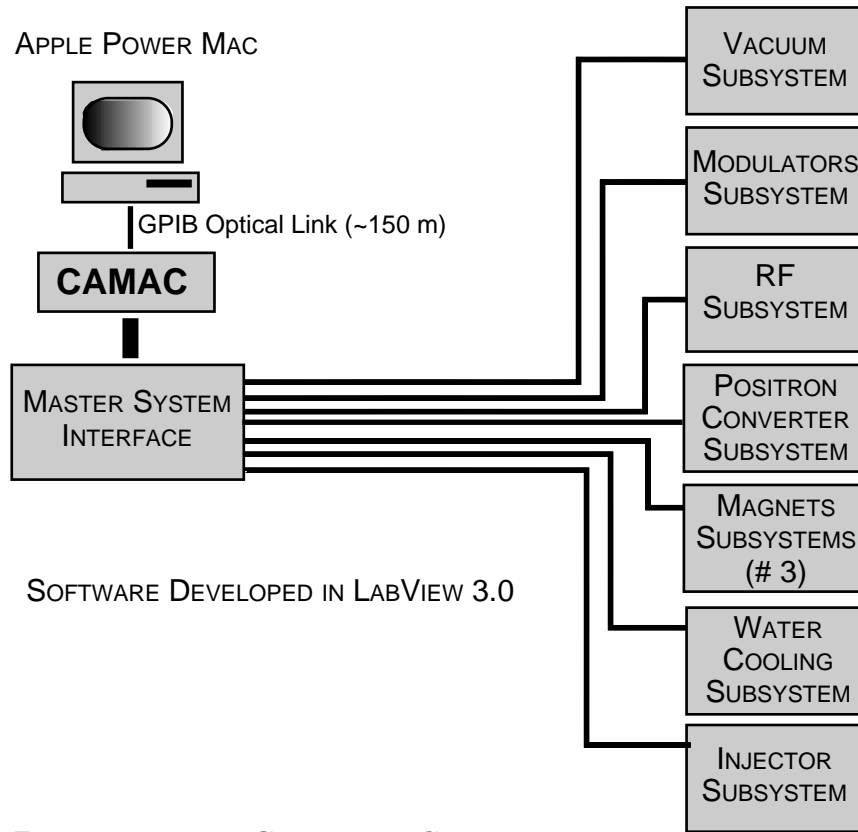 APPLE POWER MAC
GPIB Optical Link (~150 m)
CAMAC
MASTER SYSTEM
INTERFACE
SOFTWARE DEVELOPED IN LABVIEW 3.0
VACUUM
SUBSYSTEM
MODULATORS
SUBSYSTEM
RF
SUBSYSTEM
POSITRON
CONVERTER
SUBSYSTEM
MAGNETS
SUBSYSTEMS
(# 3)
WATER
COOLING
SUBSYSTEM
INJECTOR
SUBSYSTEM